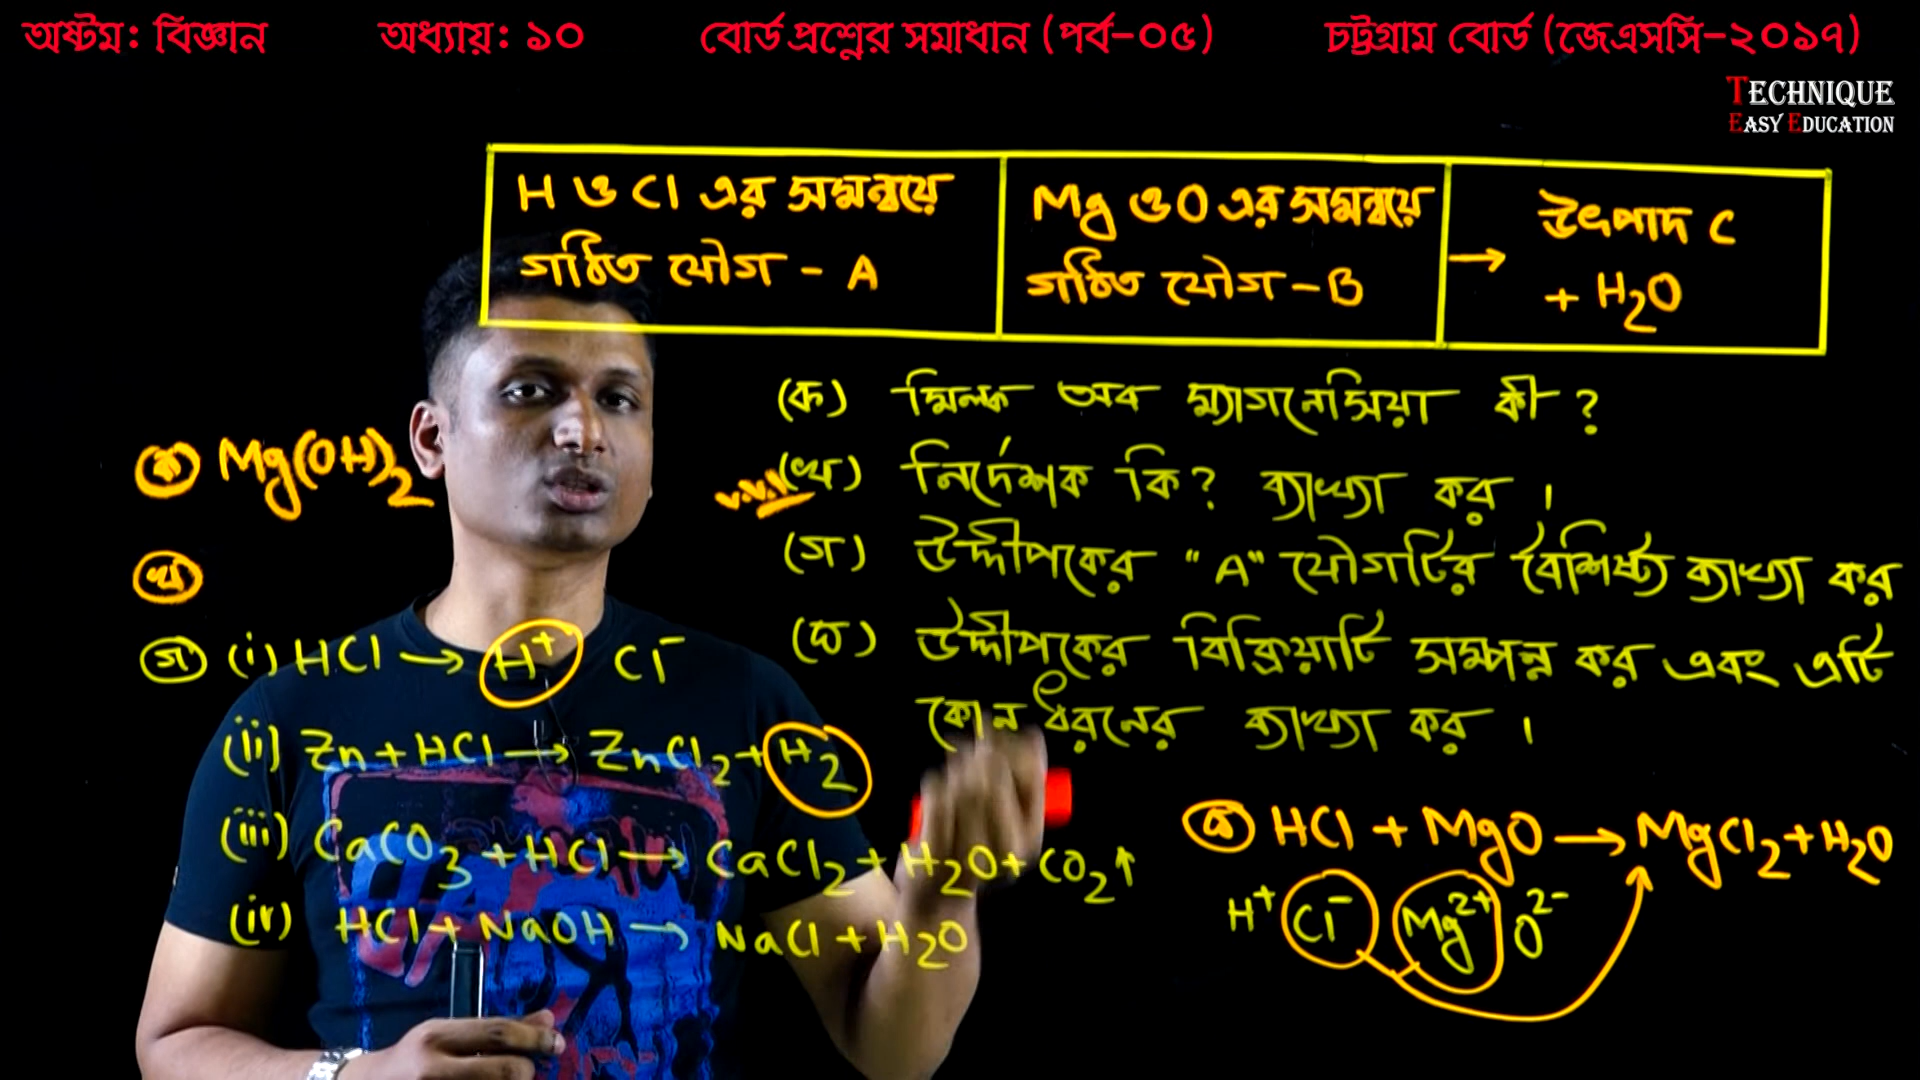 অষ্টম: বিজ্ঞান অধ্যায়: ১০ বোর্ড প্রশ্নের সমাধান (পর্ব-০৫) চট্টগ্রাম বোর্ড (জেএসসি-২০১৭)
TECHNIQUE
EASY EDUCATION
H ও Cl এর সমন্বয়ে
গঠিত যৌগ - A
Mg ও O এর সমন্বয়ে
গঠিত যৌগ - B
→ উৎপাদ C
+ H₂O
(ক) মিল্ক অব ম্যাগনেসিয়া কী?
v.v.I (খ) নির্দেশক কি? ব্যাখ্যা কর।
(গ) উদ্দীপকের "A" যৌগটির বৈশিষ্ট্য ব্যাখ্যা কর
(ঘ) উদ্দীপকের বিক্রিয়াটি সম্পন্ন কর এবং এটি
কোন ধরনের ব্যাখ্যা কর।
(ক) Mg(OH)₂
(খ)
(গ) (i) HCl → H⁺ Cl⁻
(ii) Zn + HCl → ZnCl₂ + H₂
(iii) CaCO₃ + HCl → CaCl₂ + H₂O + CO₂↑
(iv) HCl + NaOH → NaCl + H₂O
(ঘ) HCl + MgO → MgCl₂ + H₂O
H⁺ Cl⁻ Mg²⁺ O²⁻